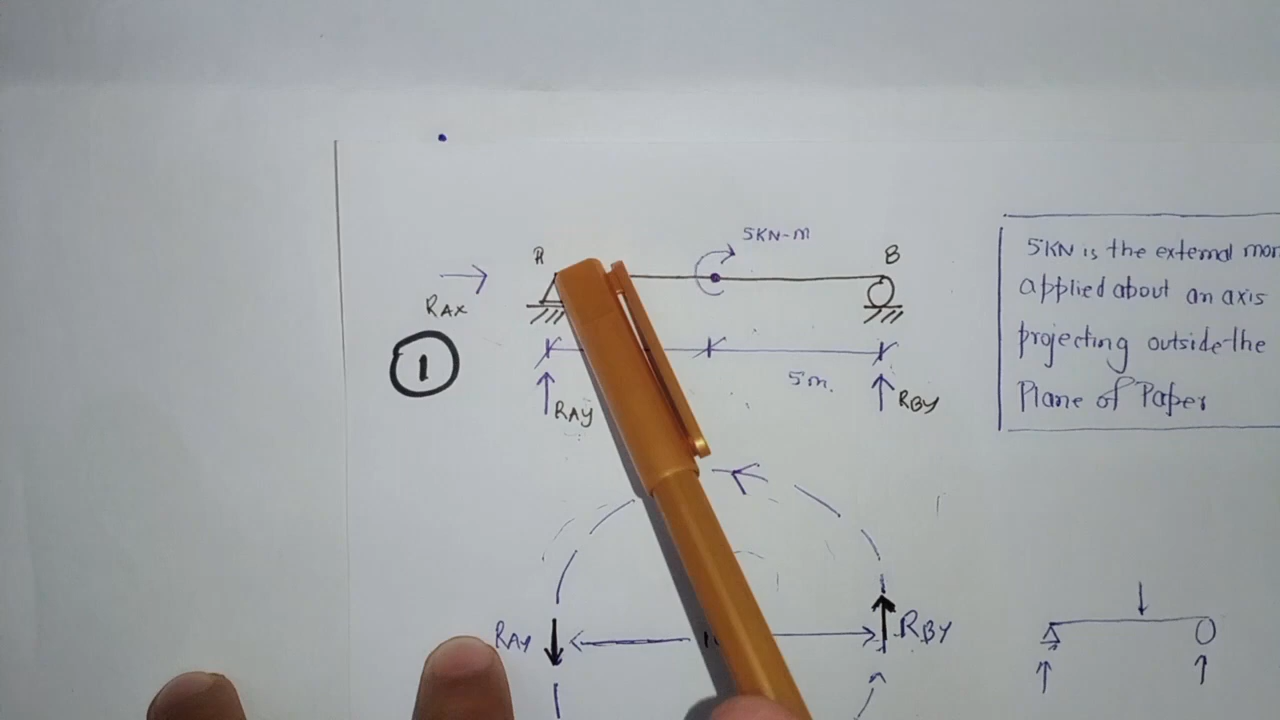 5KN-m
A
B
RAX
1
5m.
RAY
RBY
5KN is the external
applied about an axis
projecting outside the
Plane of Paper
RAY
RBY